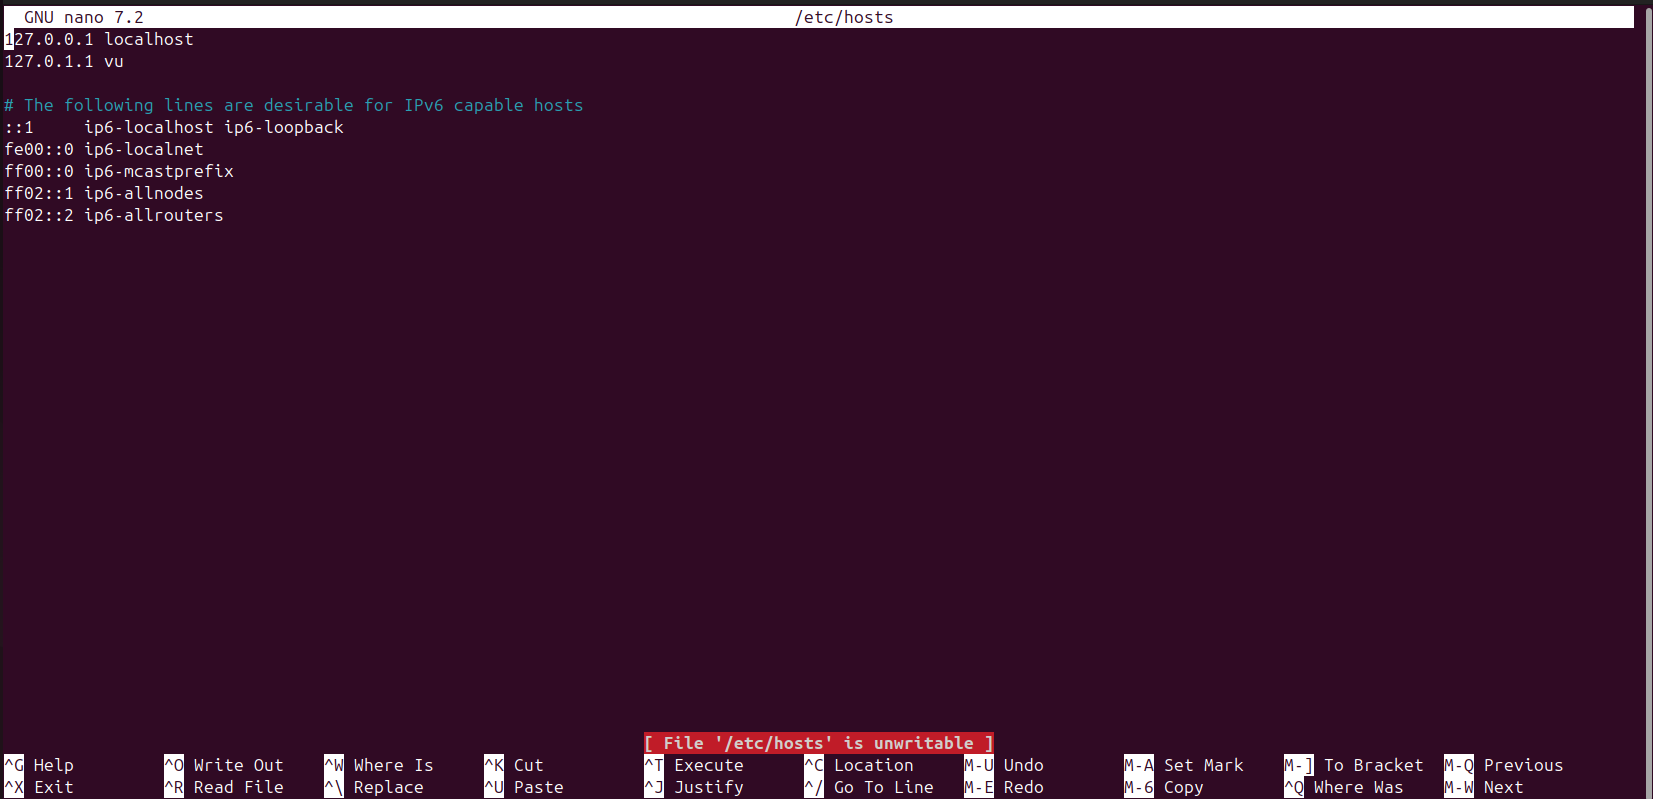 GNU nano 7.2 /etc/hosts
127.0.0.1 localhost
127.0.1.1 vu
# The following lines are desirable for IPv6 capable hosts
::1     ip6-localhost ip6-loopback
fe00::0 ip6-localnet
ff00::0 ip6-mcastprefix
ff02::1 ip6-allnodes
ff02::2 ip6-allrouters
[ File '/etc/hosts' is unwritable ]
^G Help ^O Write Out ^W Where Is ^K Cut ^T Execute ^C Location M-U Undo M-A Set Mark M-] To Bracket M-Q Previous
^X Exit ^R Read File ^\ Replace ^U Paste ^J Justify ^/ Go To Line M-E Redo M-6 Copy ^Q Where Was M-W Next